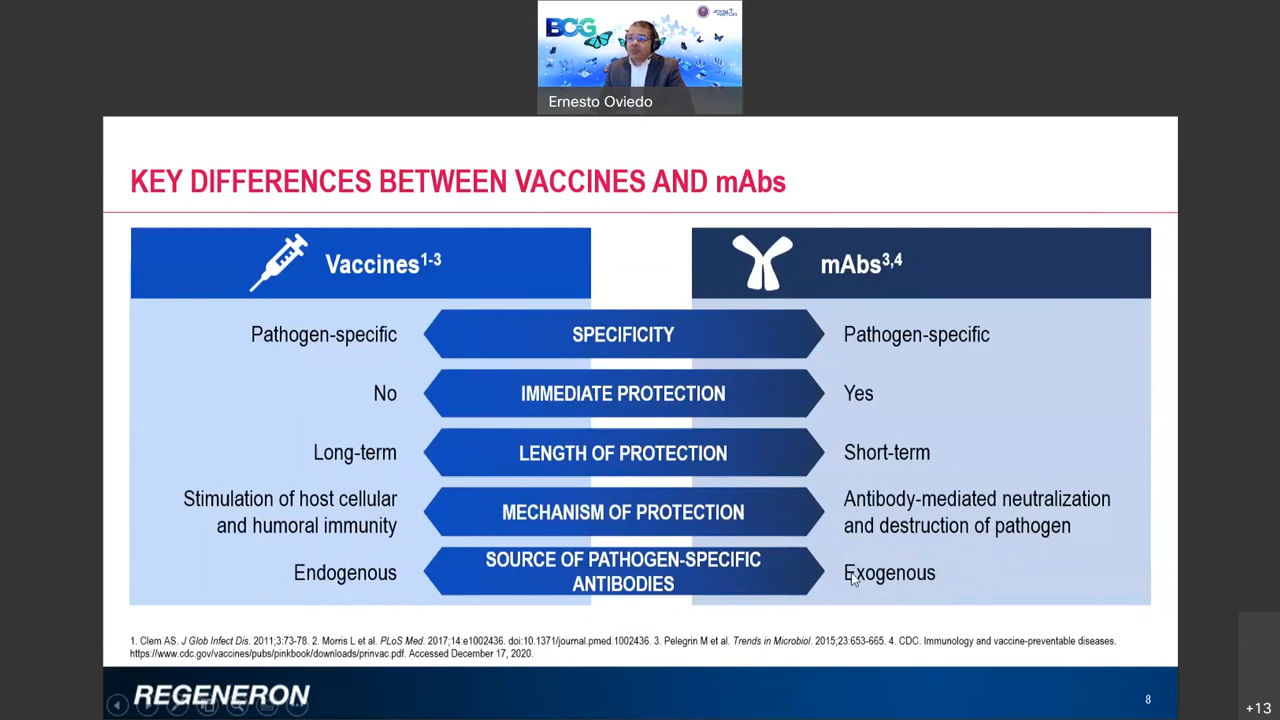 BCG
Ernesto Oviedo
KEY DIFFERENCES BETWEEN VACCINES AND mAbs
Vaccines1-3
mAbs3,4
Pathogen-specific
SPECIFICITY
Pathogen-specific
No
IMMEDIATE PROTECTION
Yes
Long-term
LENGTH OF PROTECTION
Short-term
Stimulation of host cellular
and humoral immunity
MECHANISM OF PROTECTION
Antibody-mediated neutralization
and destruction of pathogen
Endogenous
SOURCE OF PATHOGEN-SPECIFIC
ANTIBODIES
Exogenous
1. Clem AS. J Glob Infect Dis. 2011;3:73-78. 2. Morris L et al. PLoS Med. 2017;14:e1002436. doi:10.1371/journal.pmed.1002436. 3. Pelegrin M et al. Trends in Microbiol. 2015;23:653-665. 4. CDC. Immunology and vaccine-preventable diseases.
https://www.cdc.gov/vaccines/pubs/pinkbook/downloads/prinvac.pdf. Accessed December 17, 2020.
REGENERON
8
+13